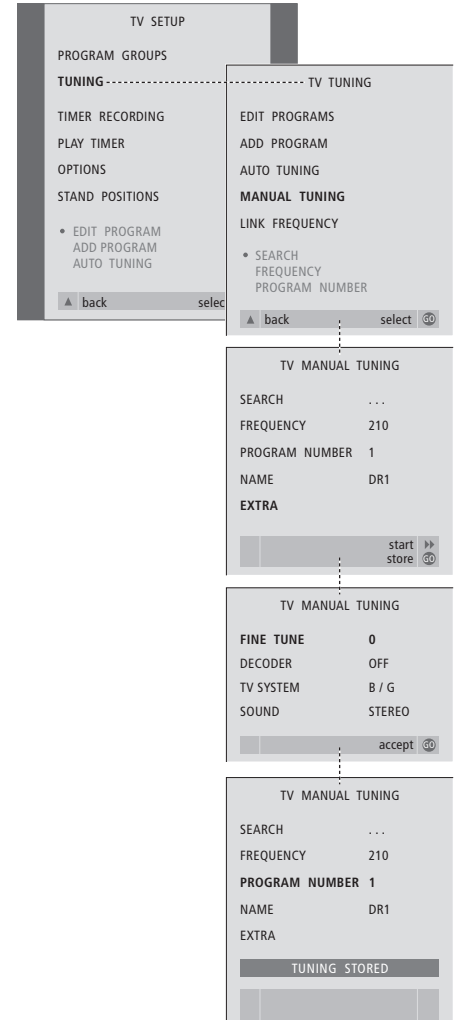 TV SETUP
PROGRAM GROUPS
TUNING
TIMER RECORDING
PLAY TIMER
OPTIONS
STAND POSITIONS
• EDIT PROGRAM
ADD PROGRAM
AUTO TUNING
▲ back selec
TV TUNING
EDIT PROGRAMS
ADD PROGRAM
AUTO TUNING
MANUAL TUNING
LINK FREQUENCY
• SEARCH
FREQUENCY
PROGRAM NUMBER
▲ back select GO
TV MANUAL TUNING
SEARCH . . .
FREQUENCY 210
PROGRAM NUMBER 1
NAME DR1
EXTRA
start
store GO
TV MANUAL TUNING
FINE TUNE 0
DECODER OFF
TV SYSTEM B / G
SOUND STEREO
accept GO
TV MANUAL TUNING
SEARCH . . .
FREQUENCY 210
PROGRAM NUMBER 1
NAME DR1
EXTRA
TUNING STORED